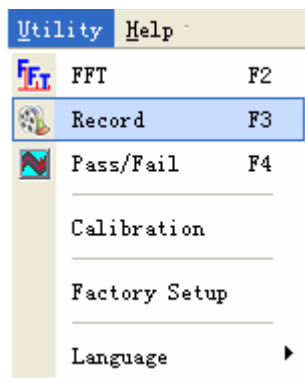 Utility Help
FFT F2
Record F3
Pass/Fail F4
Calibration
Factory Setup
Language